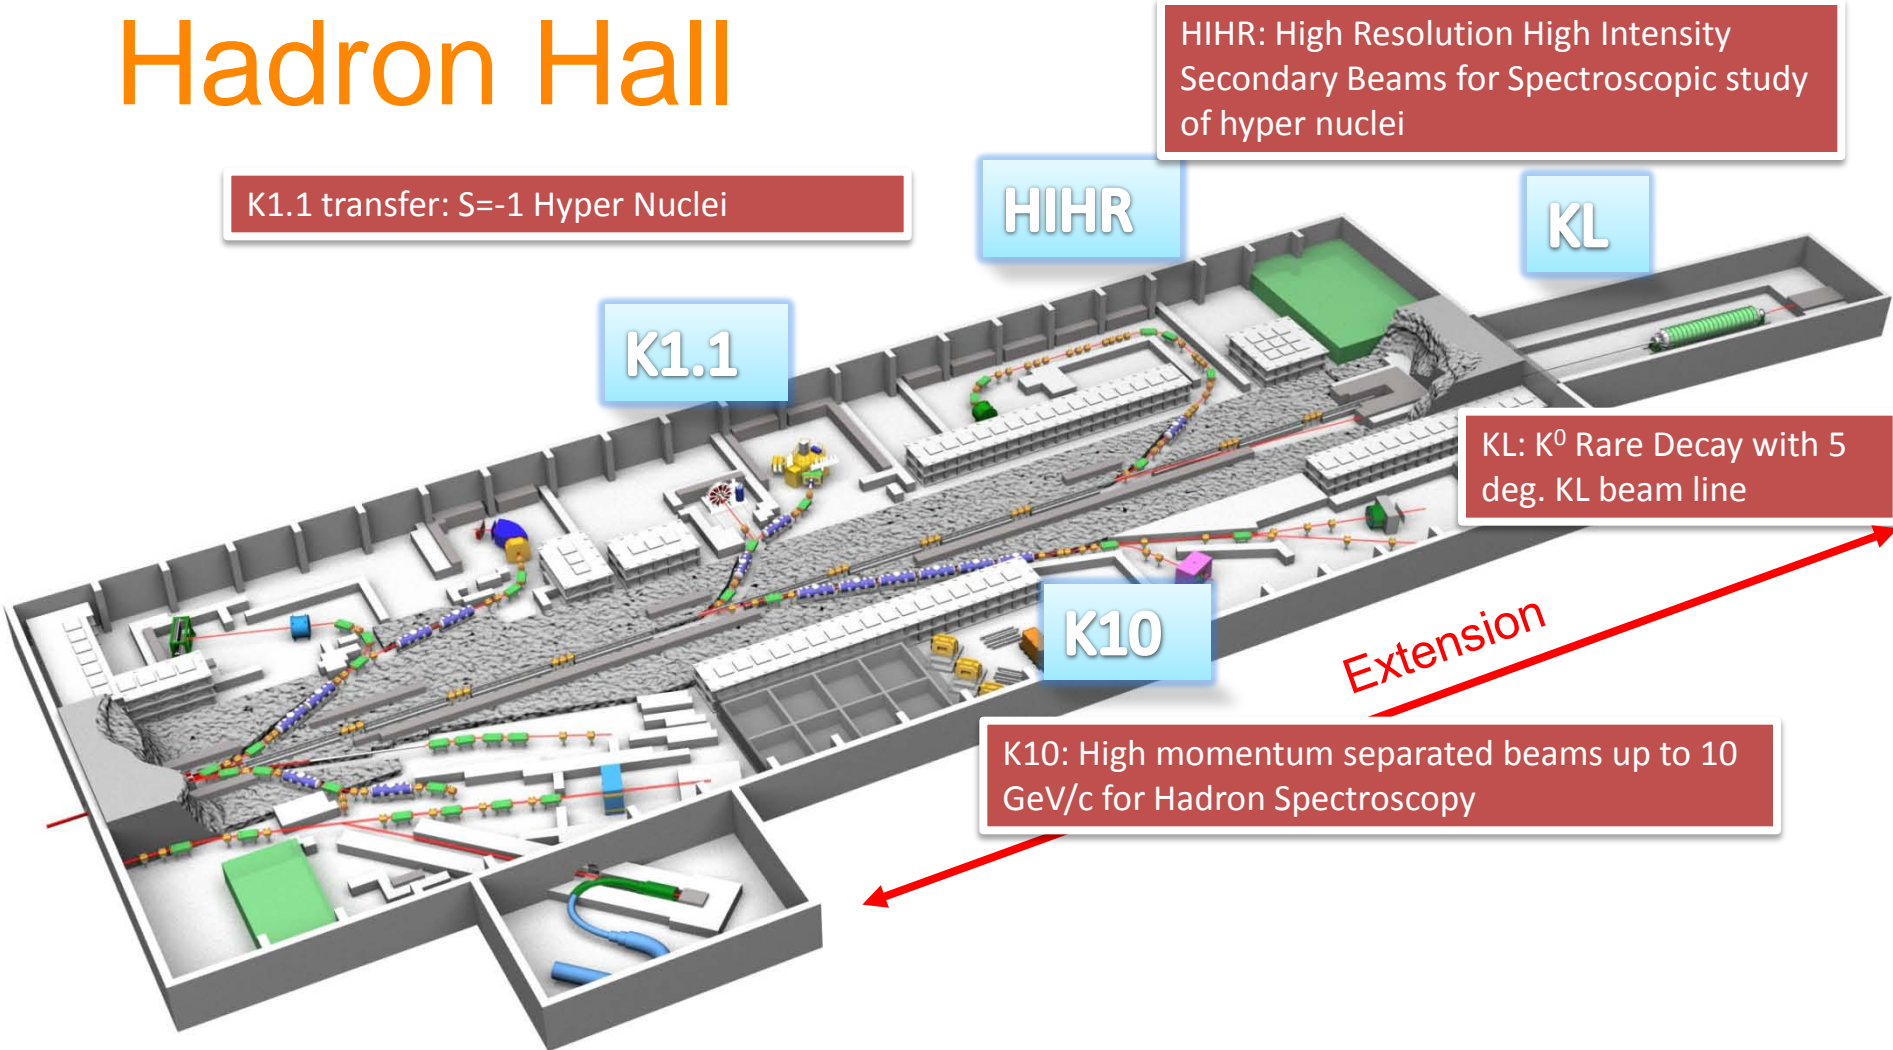 Hadron Hall
HIHR: High Resolution High Intensity
Secondary Beams for Spectroscopic study
of hyper nuclei
K1.1 transfer: S=-1 Hyper Nuclei
HIHR
KL
K1.1
KL: K⁰ Rare Decay with 5
deg. KL beam line
K10
Extension
K10: High momentum separated beams up to 10
GeV/c for Hadron Spectroscopy